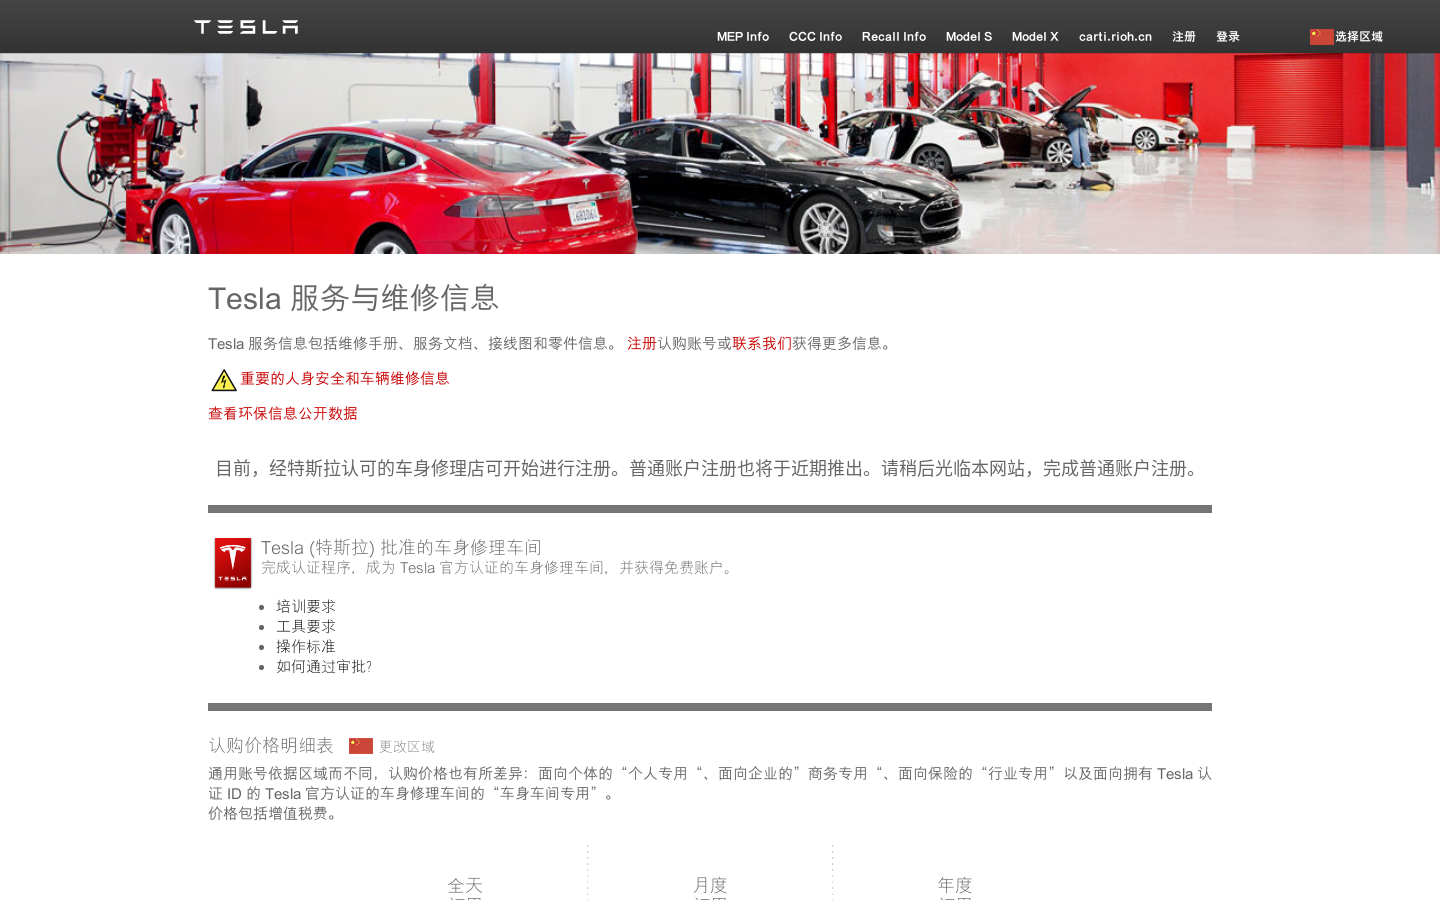 TESLA
MEP Info CCC Info Recall Info Model S Model X carti.rioh.cn 注册 登录 选择区域
Tesla 服务与维修信息
Tesla 服务信息包括维修手册、服务文档、接线图和零件信息。 注册认购账号或联系我们获得更多信息。
重要的人身安全和车辆维修信息
查看环保信息公开数据
目前，经特斯拉认可的车身修理店可开始进行注册。普通账户注册也将于近期推出。请稍后光临本网站，完成普通账户注册。
TESLA
Tesla (特斯拉) 批准的车身修理车间
完成认证程序，成为 Tesla 官方认证的车身修理车间，并获得免费账户。
培训要求
工具要求
操作标准
如何通过审批?
认购价格明细表 更改区域
通用账号依据区域而不同，认购价格也有所差异：面向个体的“个人专用“、面向企业的”商务专用“、面向保险的“行业专用”以及面向拥有 Tesla 认
证 ID 的 Tesla 官方认证的车身修理车间的“车身车间专用”。
价格包括增值税费。
全天 月度 年度